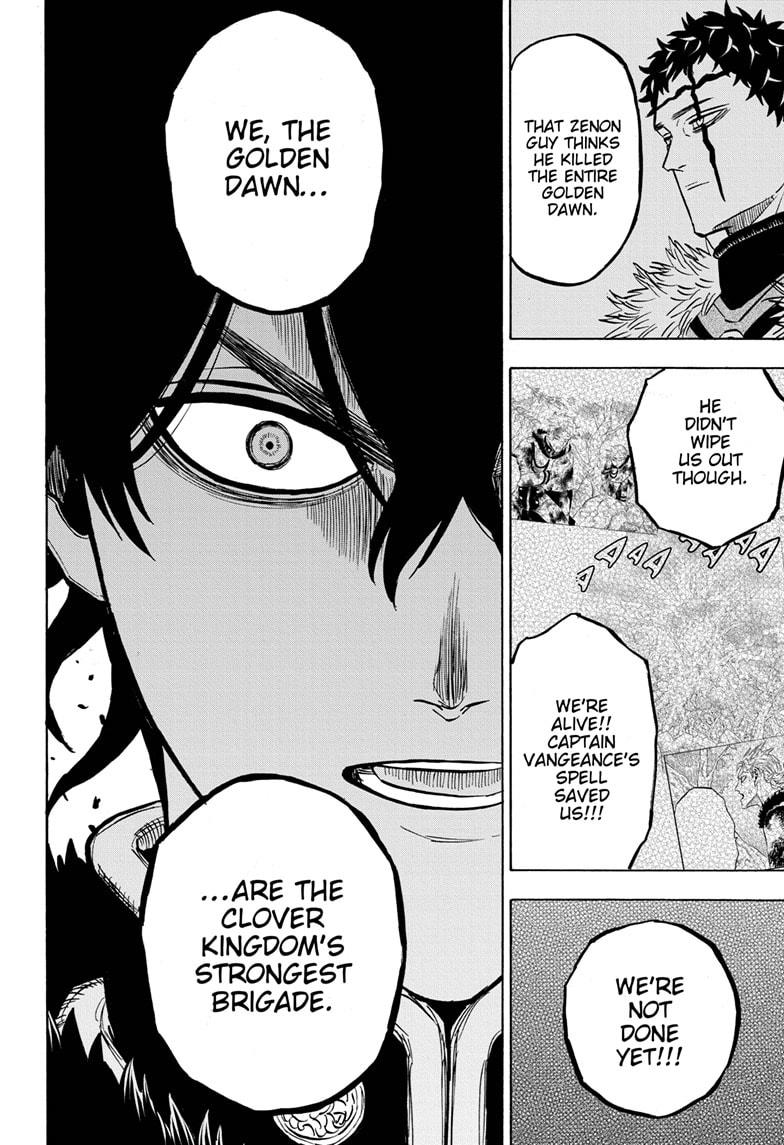 THAT ZENON
GUY THINKS
HE KILLED
THE ENTIRE
GOLDEN
DAWN.
HE
DIDN'T
WIPE
US OUT
THOUGH.
A A A A A A A
WE'RE
ALIVE!!
CAPTAIN
VANGEANCE'S
SPELL
SAVED
US!!!
WE'RE
NOT
DONE
YET!!!
WE, THE
GOLDEN
DAWN...
...ARE THE
CLOVER
KINGDOM'S
STRONGEST
BRIGADE.